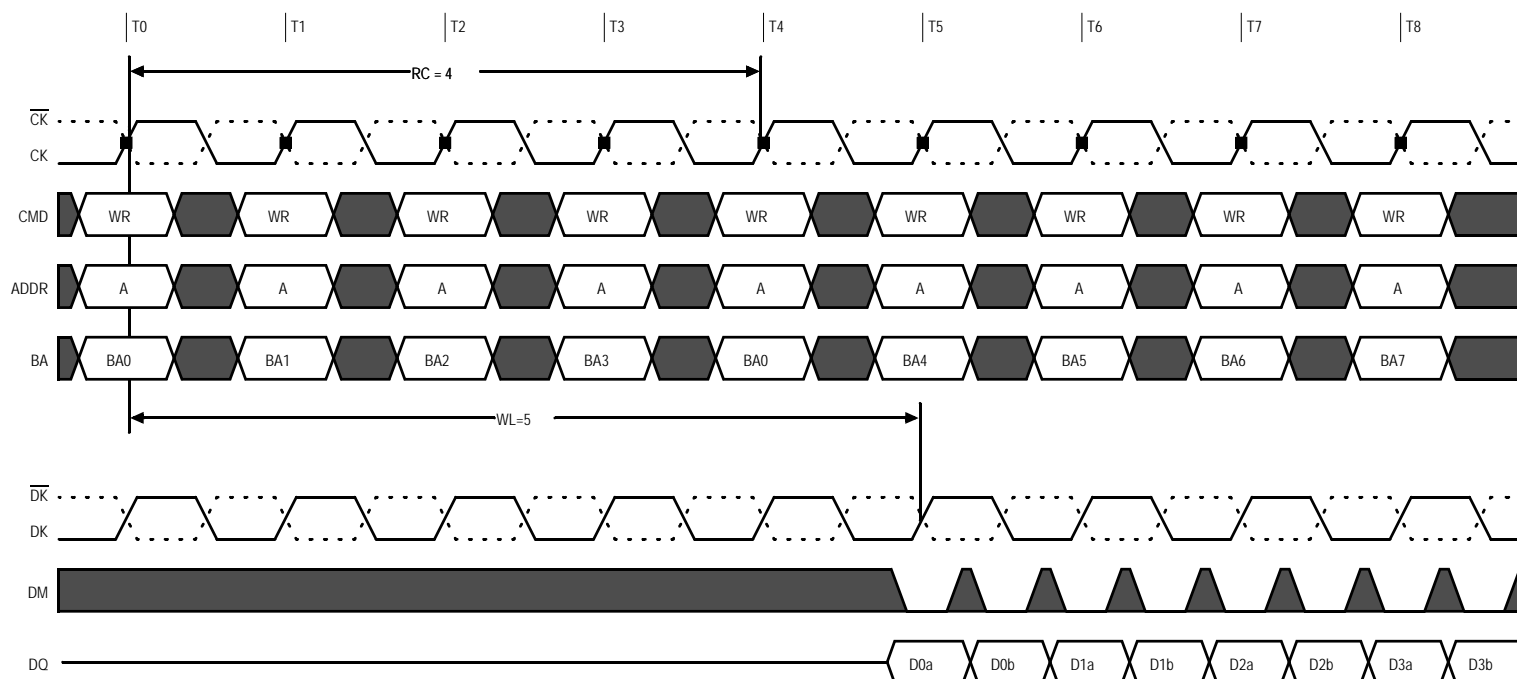 T0 T1 T2 T3 T4 T5 T6 T7 T8
RC = 4
CK
CK
CMD WR WR WR WR WR WR WR WR WR
ADDR A A A A A A A A A
BA BA0 BA1 BA2 BA3 BA0 BA4 BA5 BA6 BA7
WL=5
DK
DK
DM
DQ D0a D0b D1a D1b D2a D2b D3a D3b